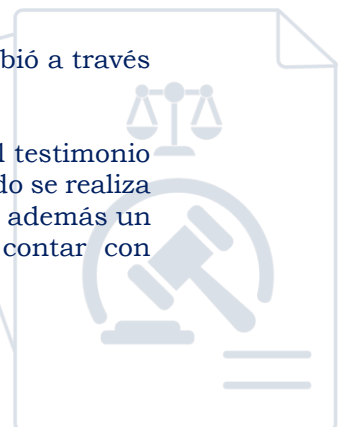 bió a través
l testimonio
do se realiza
además un
contar con